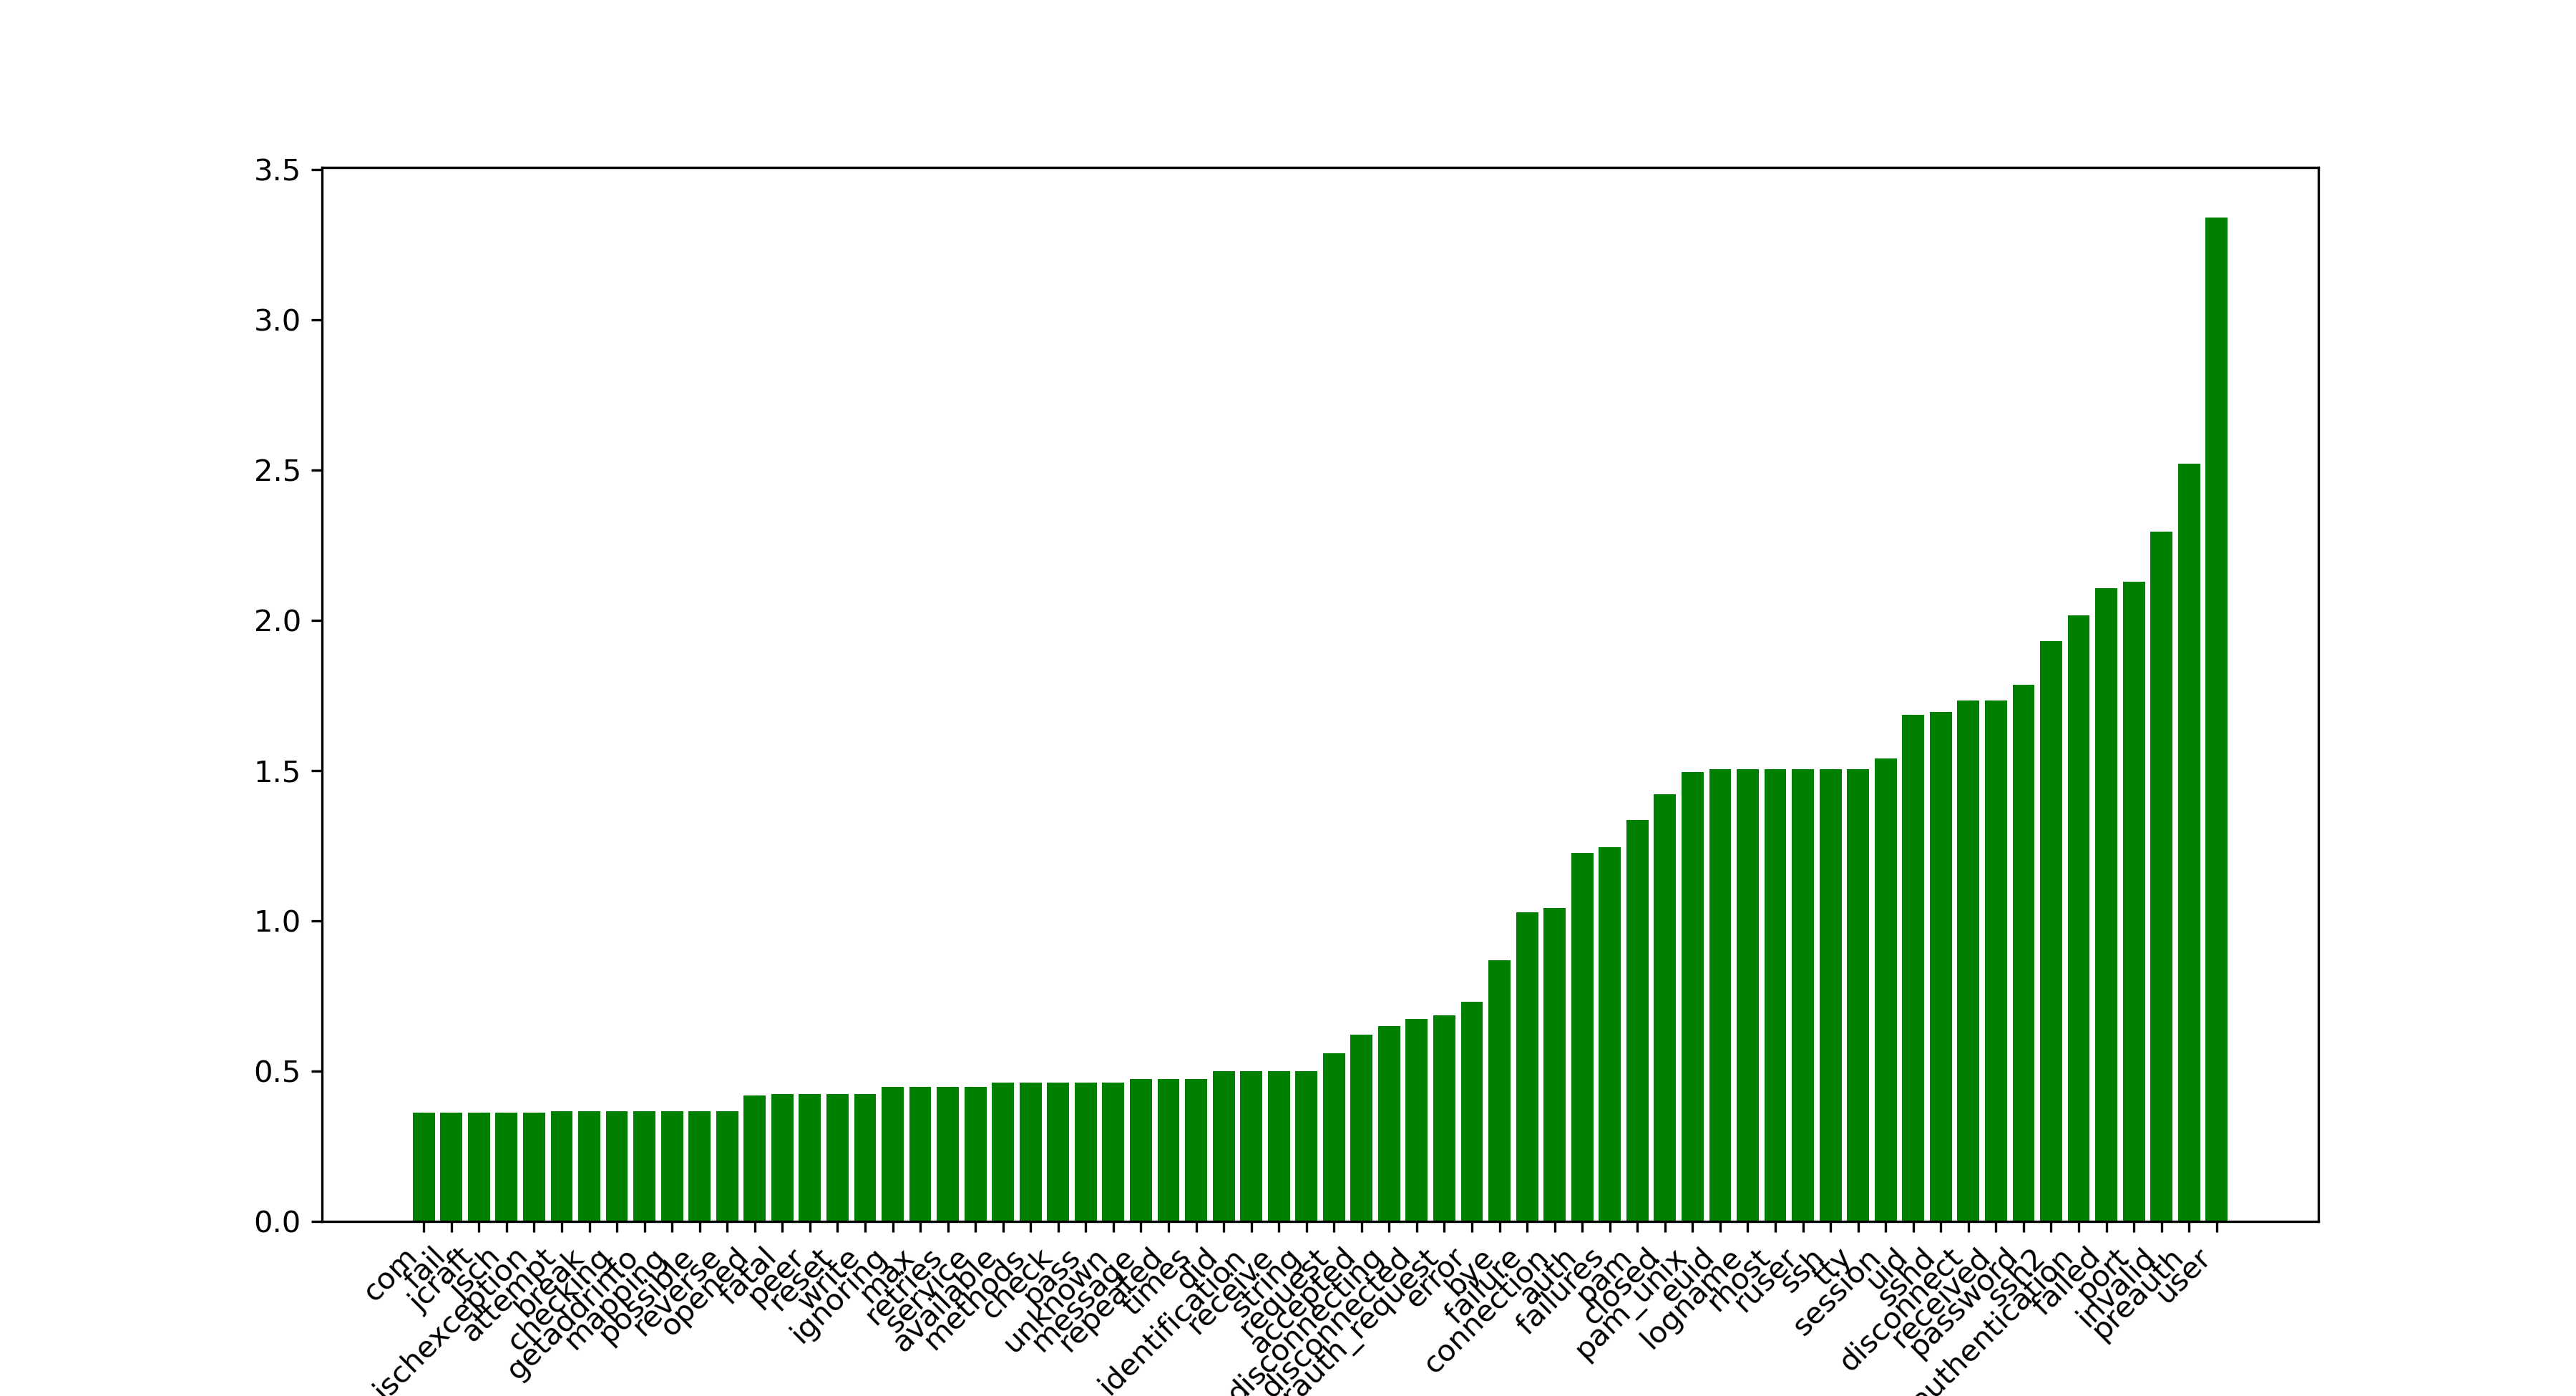 3.5
3.0
2.5
2.0
1.5
1.0
0.5
0.0
com
fail
jcraft
jsch
jschexception
attempt
break
checking
getaddrinfo
mapping
possible
reverse
opened
fatal
peer
reset
write
ignoring
max
retries
service
available
methods
check
pass
unknown
message
repeated
times
did
identification
receive
string
request
accepted
disconnecting
disconnected
rauth_request
error
bye
failure
connection
auth
failures
pam
closed
pam_unix
euid
logname
rhost
ruser
ssh
tty
session
uid
sshd
disconnect
received
password
ssh2
authentication
failed
port
invalid
preauth
user